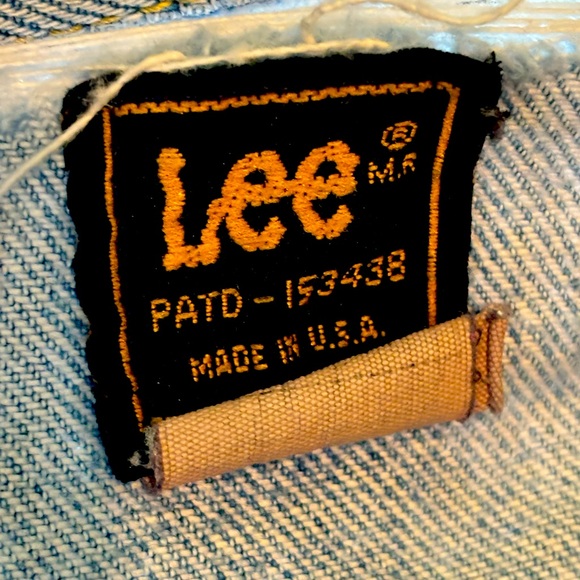 Lee ®
M.R.
PATD-153438
MADE IN U.S.A.